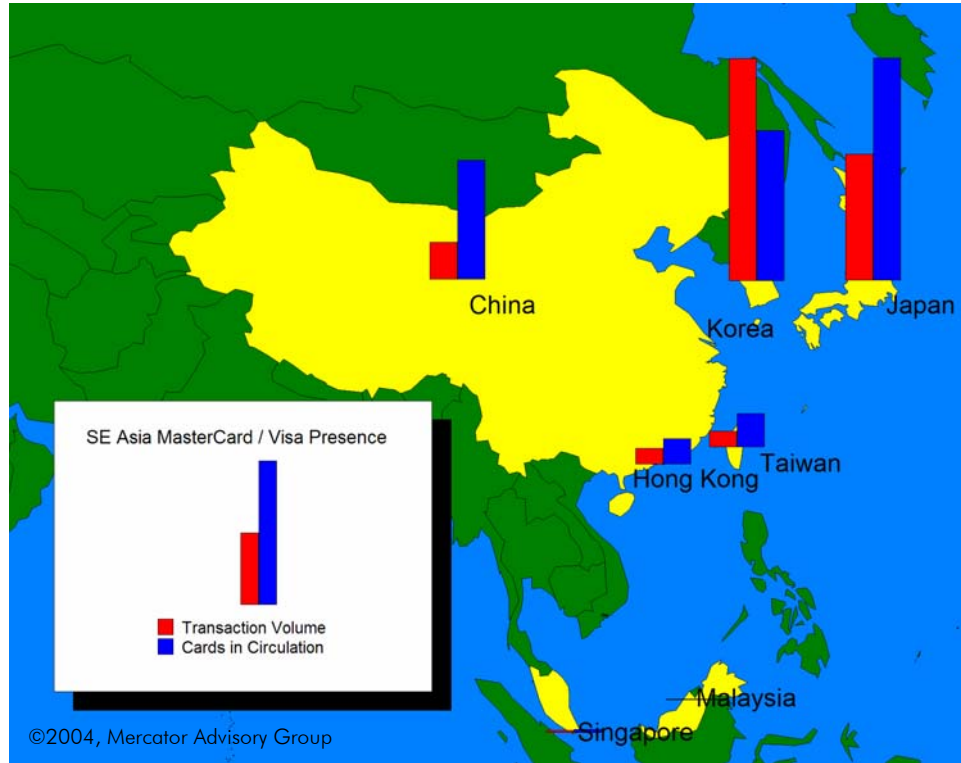 China
Korea
Japan
Taiwan
Hong Kong
SE Asia MasterCard / Visa Presence
Transaction Volume
Cards in Circulation
Malaysia
Singapore
©2004, Mercator Advisory Group